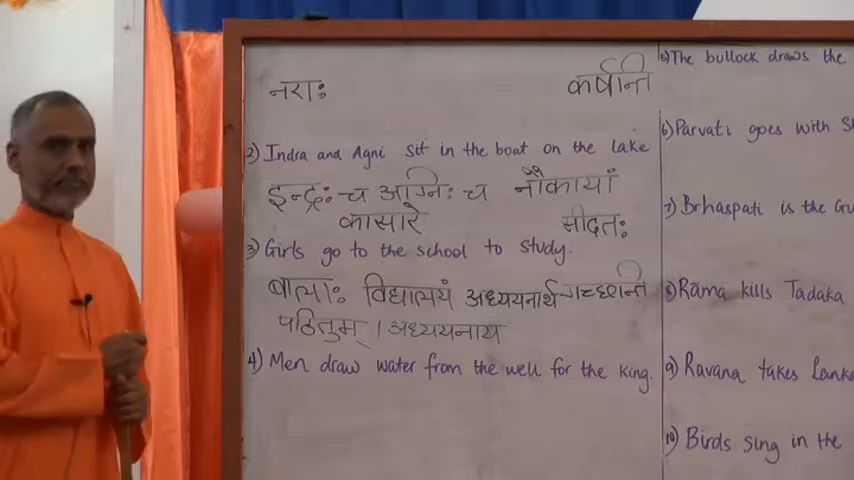 नराः कर्षन्ति
2) Indra and Agni sit in the boat on the lake
इन्द्रः च अग्निः च नौकायां
कासारे सीदतः
3) Girls go to the school to study.
बालाः विद्यालयं अध्ययनार्थं गच्छन्ति
पठितुम् । अध्ययनाय
4) Men draw water from the well for the king.
The bullock draws the
6) Parvati goes with
7) Brhaspati is the
8) Rāma kills Tadaka
9) Ravana takes
10) Birds sing in the